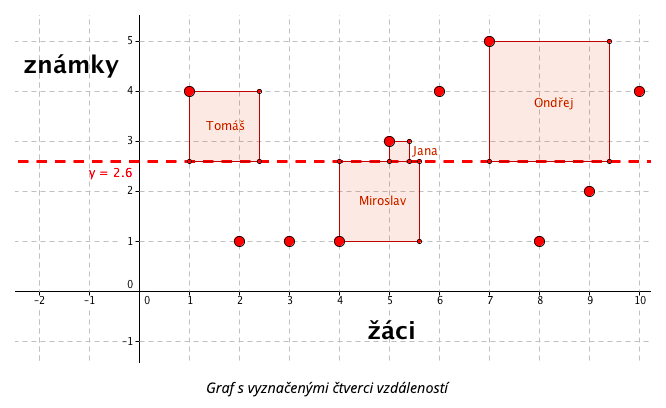 5
známky
4
Tomáš
Ondřej
3
Jana
y = 2.6
2
Miroslav
1
0
-2 -1 0 1 2 3 4 5 6 7 8 9 10
žáci
-1
Graf s vyznačenými čtverci vzdáleností